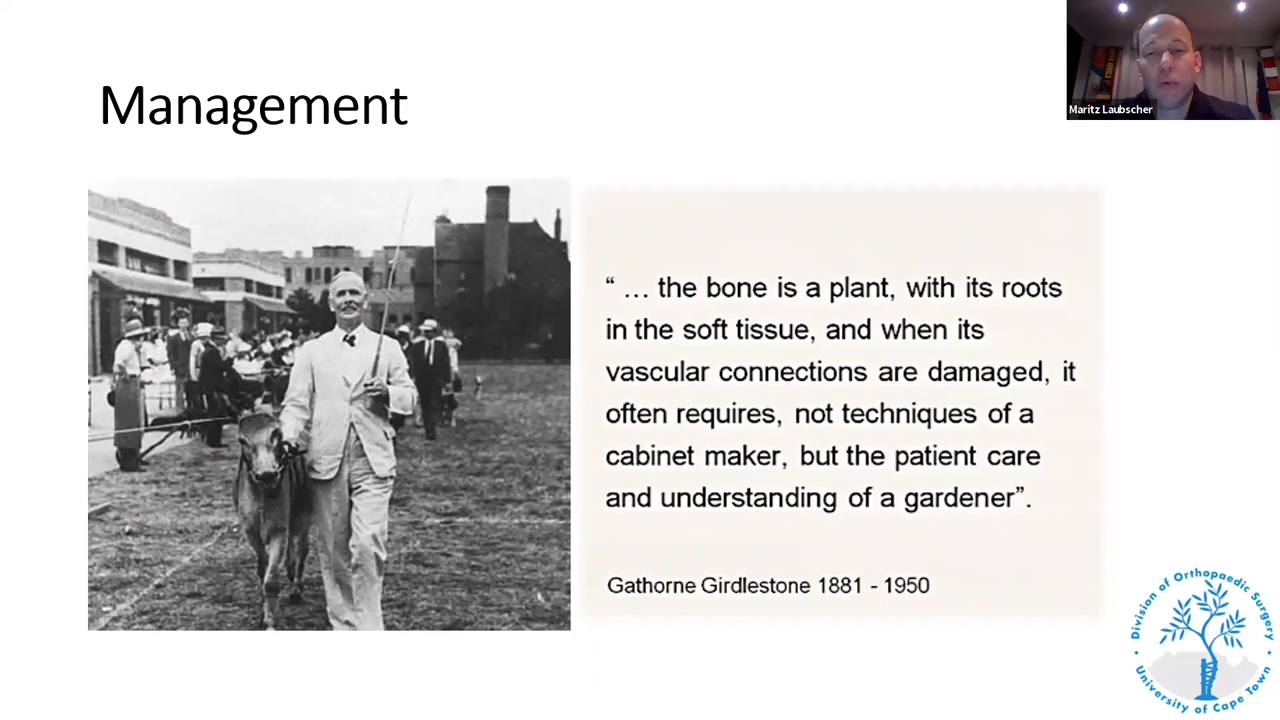 Management
Maritz Laubscher
“ … the bone is a plant, with its roots
in the soft tissue, and when its
vascular connections are damaged, it
often requires, not techniques of a
cabinet maker, but the patient care
and understanding of a gardener”.
Gathorne Girdlestone 1881 - 1950
Division of Orthopaedic Surgery
University of Cape Town